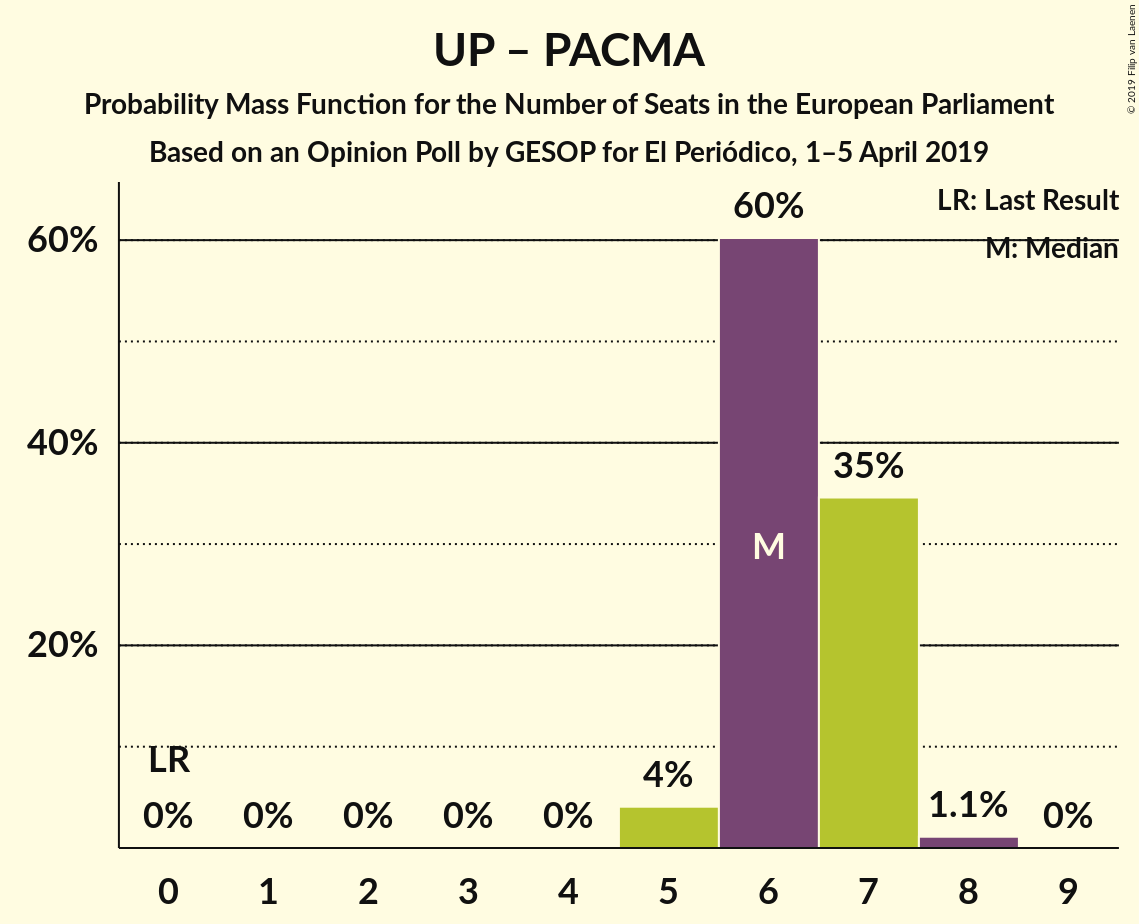 UP – PACMA
Probability Mass Function for the Number of Seats in the European Parliament
Based on an Opinion Poll by GESOP for El Periódico, 1–5 April 2019
© 2019 Filip van Laenen
LR: Last Result
M: Median
60%
40%
20%
60%
35%
M
LR
0%
0%
0%
0%
0%
4%
1.1%
0%
0
1
2
3
4
5
6
7
8
9